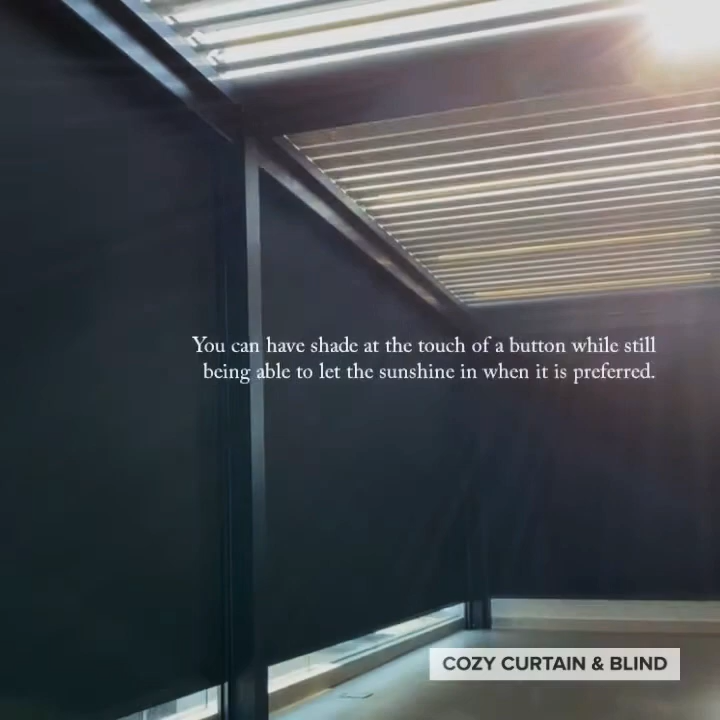 You can have shade at the touch of a button while still
being able to let the sunshine in when it is preferred.
COZY CURTAIN & BLIND